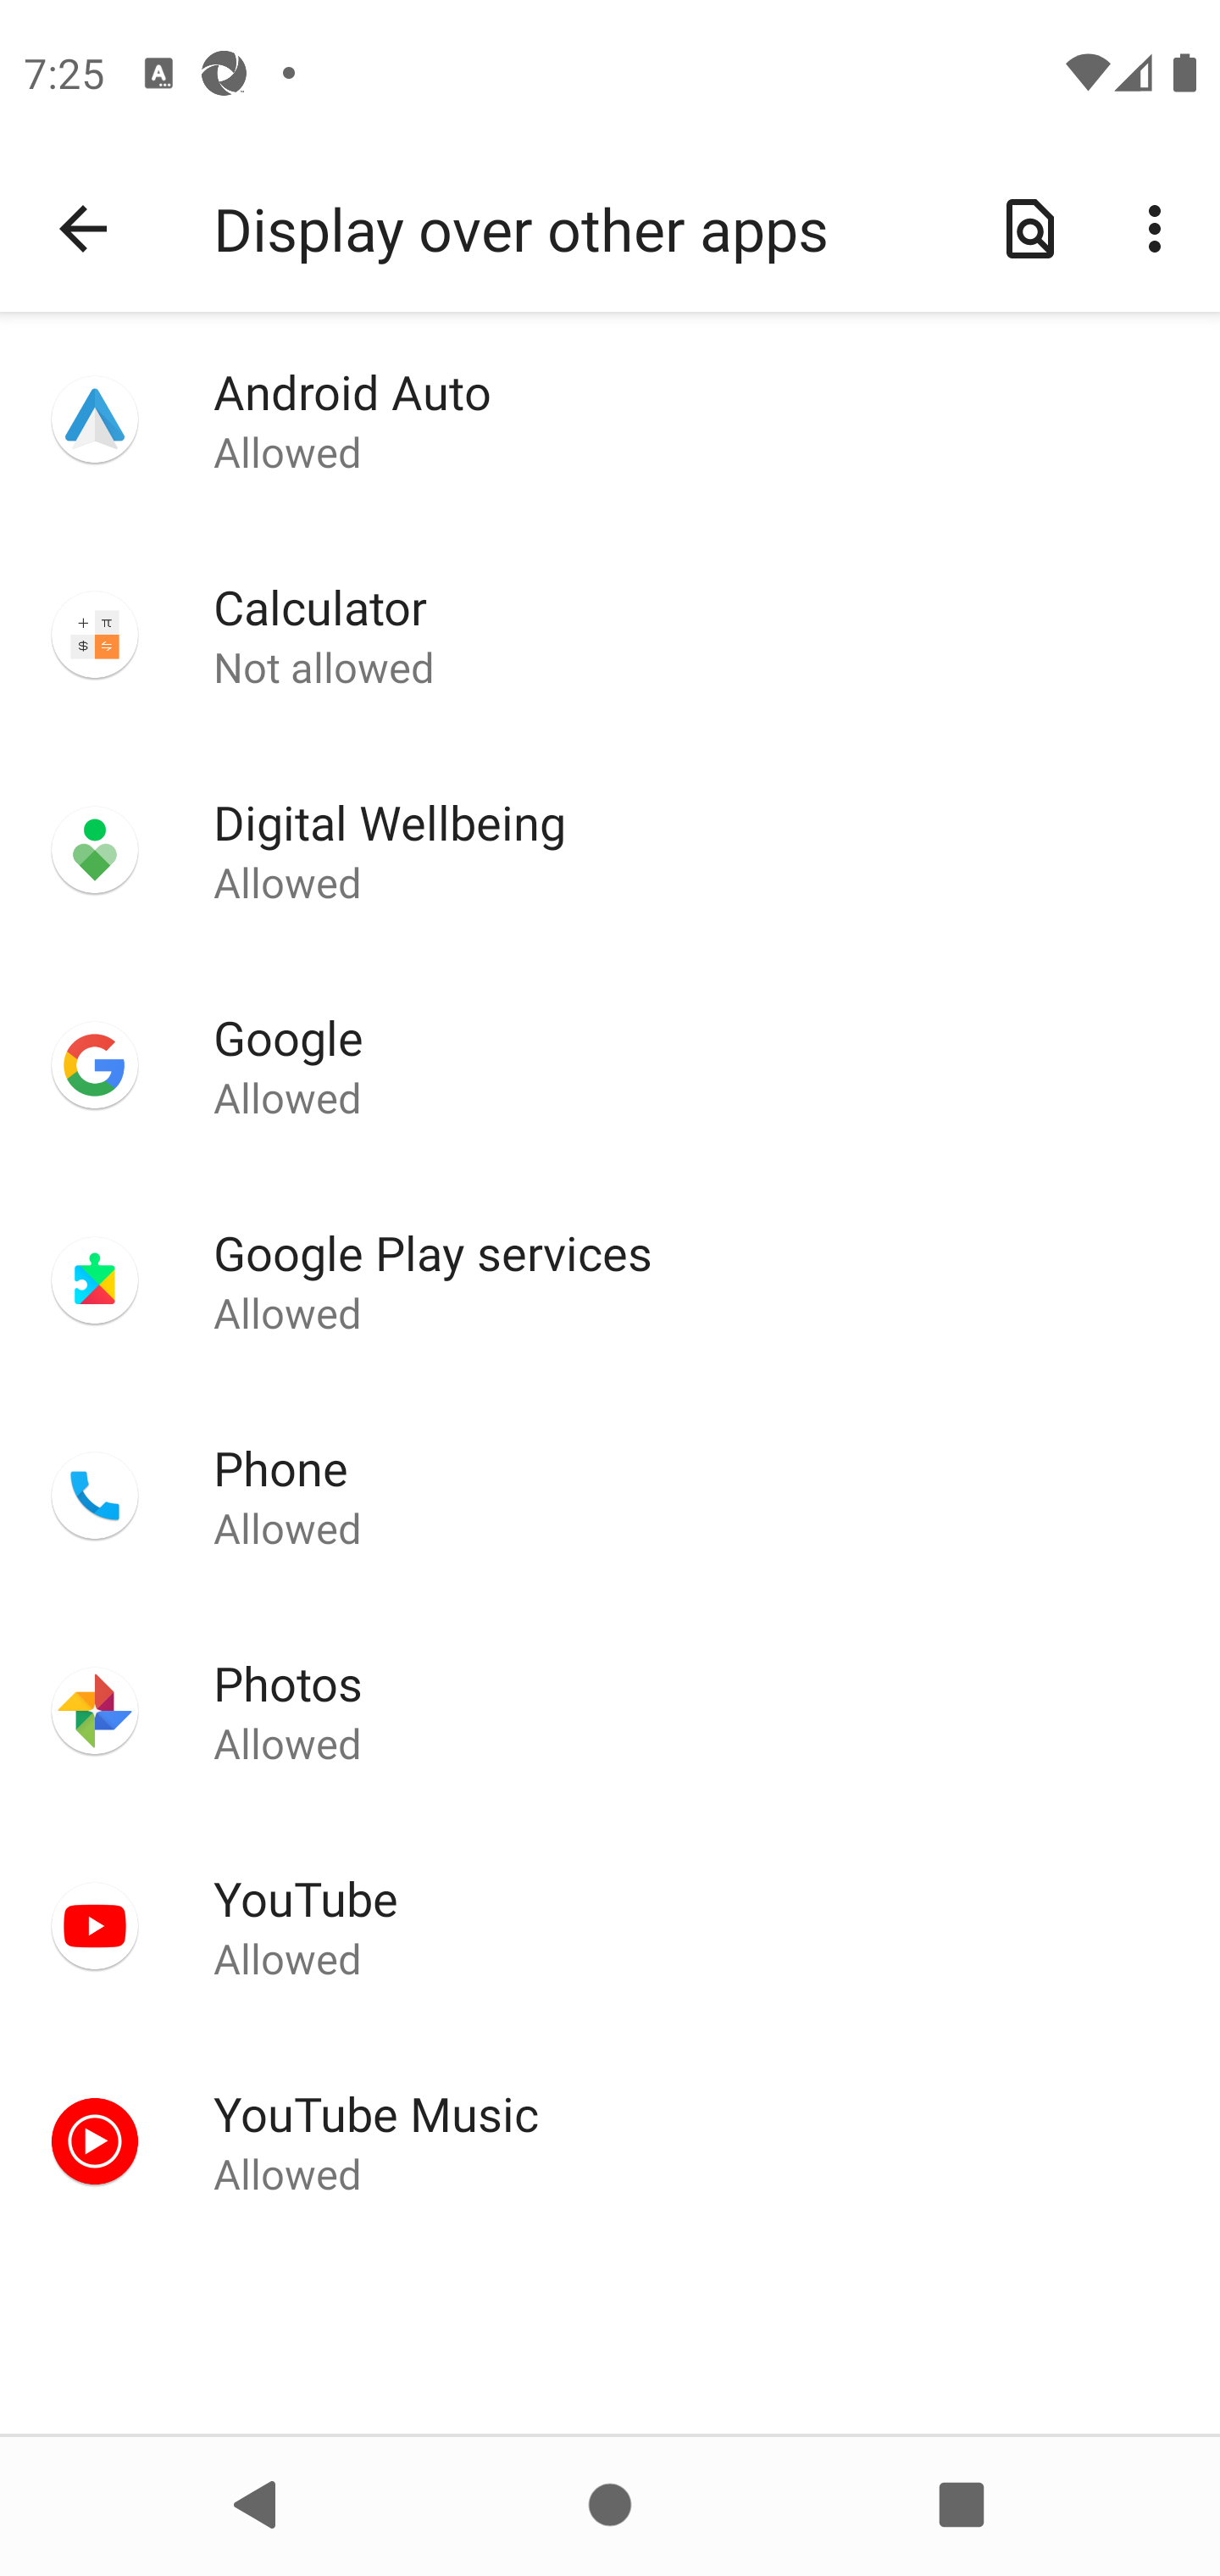 7:25
Display over other apps
Android Auto
Allowed
Calculator
Not allowed
Digital Wellbeing
Allowed
Google
Allowed
Google Play services
Allowed
Phone
Allowed
Photos
Allowed
YouTube
Allowed
YouTube Music
Allowed